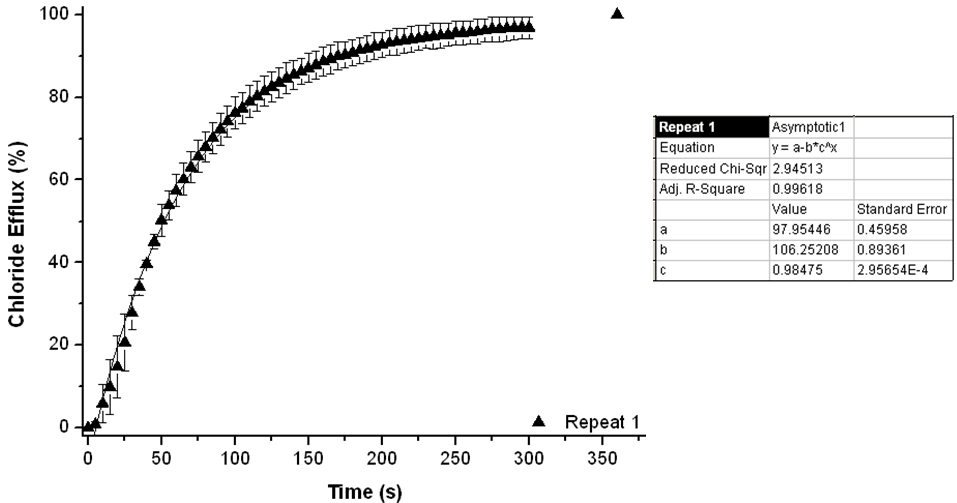 100
80
60
40
20
0
Chloride Efflux (%)
0 50 100 150 200 250 300 350
Time (s)
Repeat 1
Repeat 1 Asymptotic1
Equation y = a-b*c^x
Reduced Chi-Sqr 2.94513
Adj. R-Square 0.99618
Value Standard Error
a 97.95446 0.45958
b 106.25208 0.89361
c 0.98475 2.95654E-4